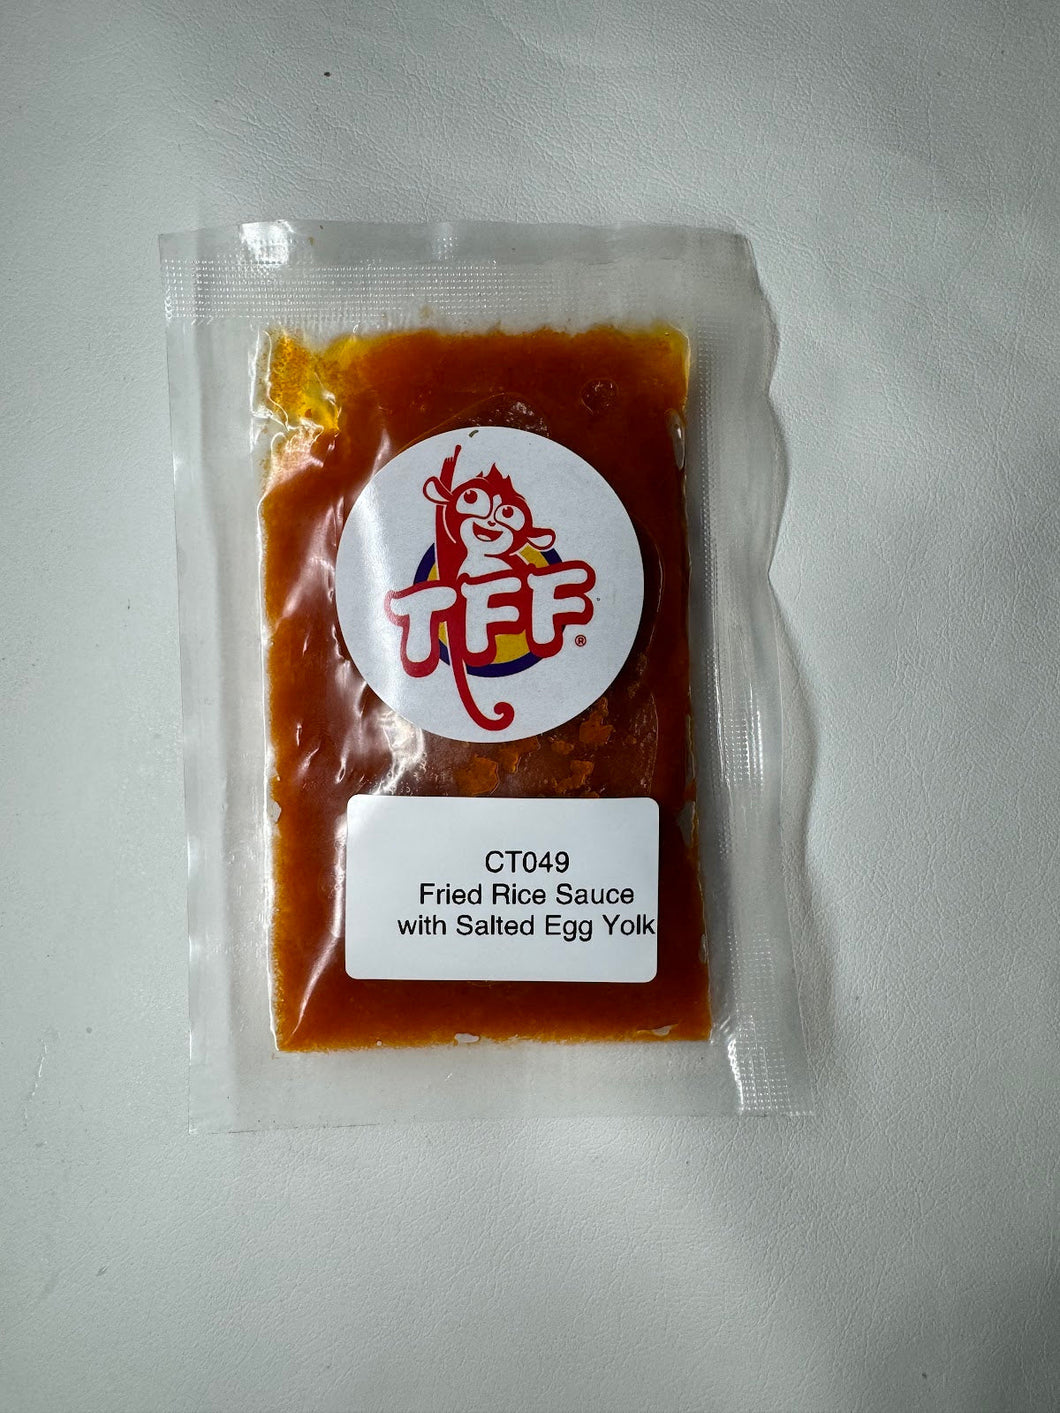 TFF®
CT049
Fried Rice Sauce
with Salted Egg Yolk